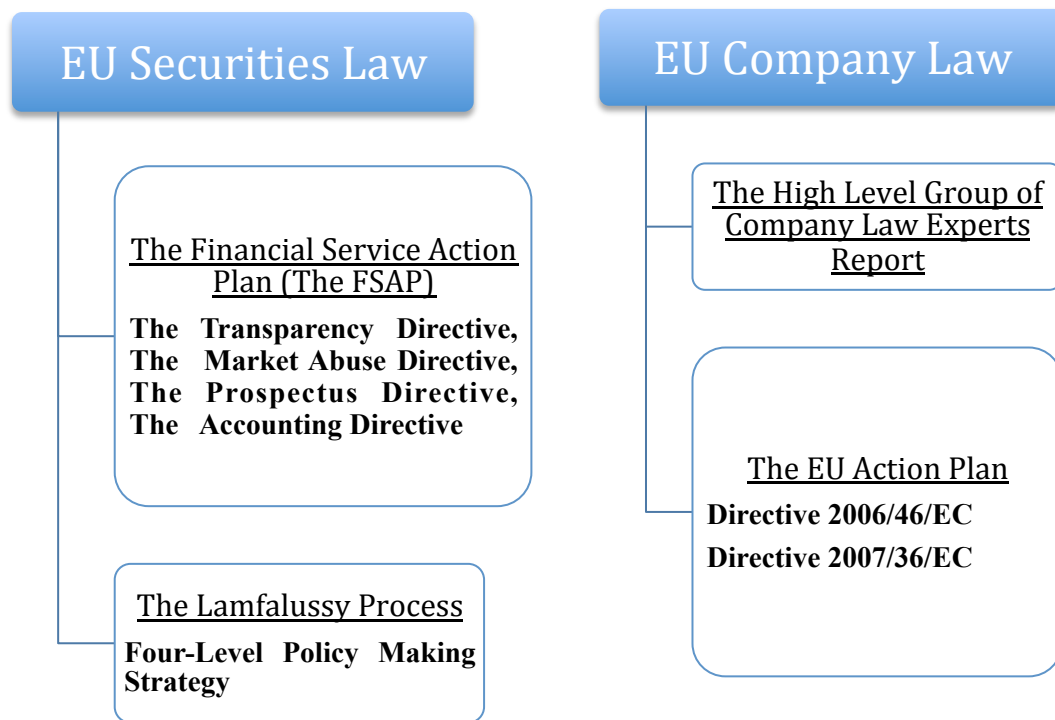 EU Securities Law
The Financial Service Action
Plan (The FSAP)
The Transparency Directive,
The Market Abuse Directive,
The Prospectus Directive,
The Accounting Directive
The Lamfalussy Process
Four-Level Policy Making
Strategy
EU Company Law
The High Level Group of
Company Law Experts
Report
The EU Action Plan
Directive 2006/46/EC
Directive 2007/36/EC